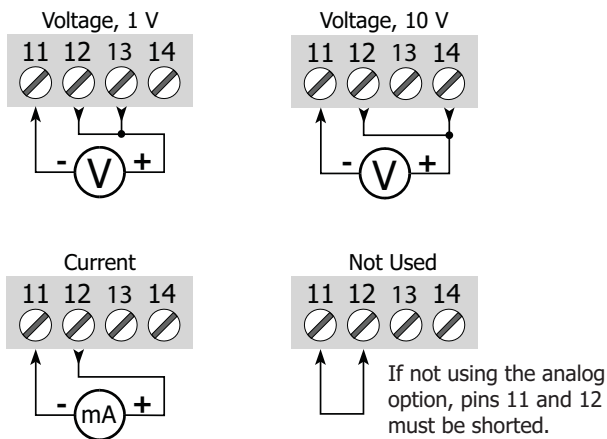 Voltage, 1 V
11 12 13 14
- V +
Voltage, 10 V
11 12 13 14
- V +
Current
11 12 13 14
- mA +
Not Used
11 12 13 14
If not using the analog
option, pins 11 and 12
must be shorted.